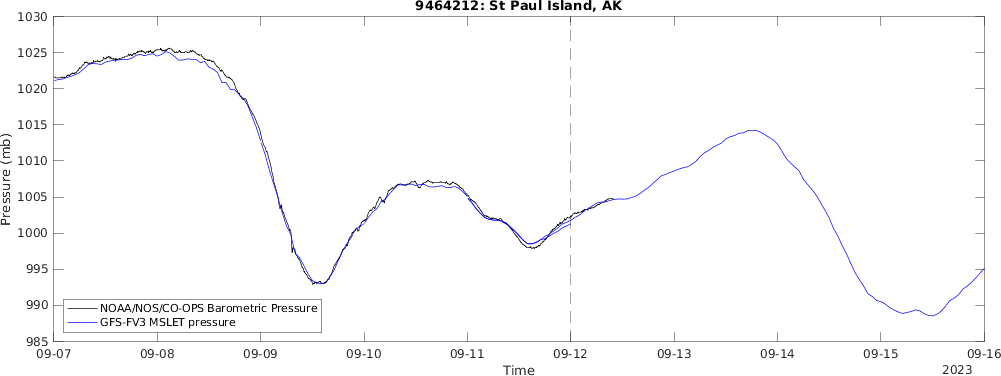 9464212: St Paul Island, AK
Pressure (mb)
1030
1025
1020
1015
1010
1005
1000
995
990
985
NOAA/NOS/CO-OPS Barometric Pressure
GFS-FV3 MSLET pressure
09-07 09-08 09-09 09-10 09-11 09-12 09-13 09-14 09-15 09-16
Time
2023